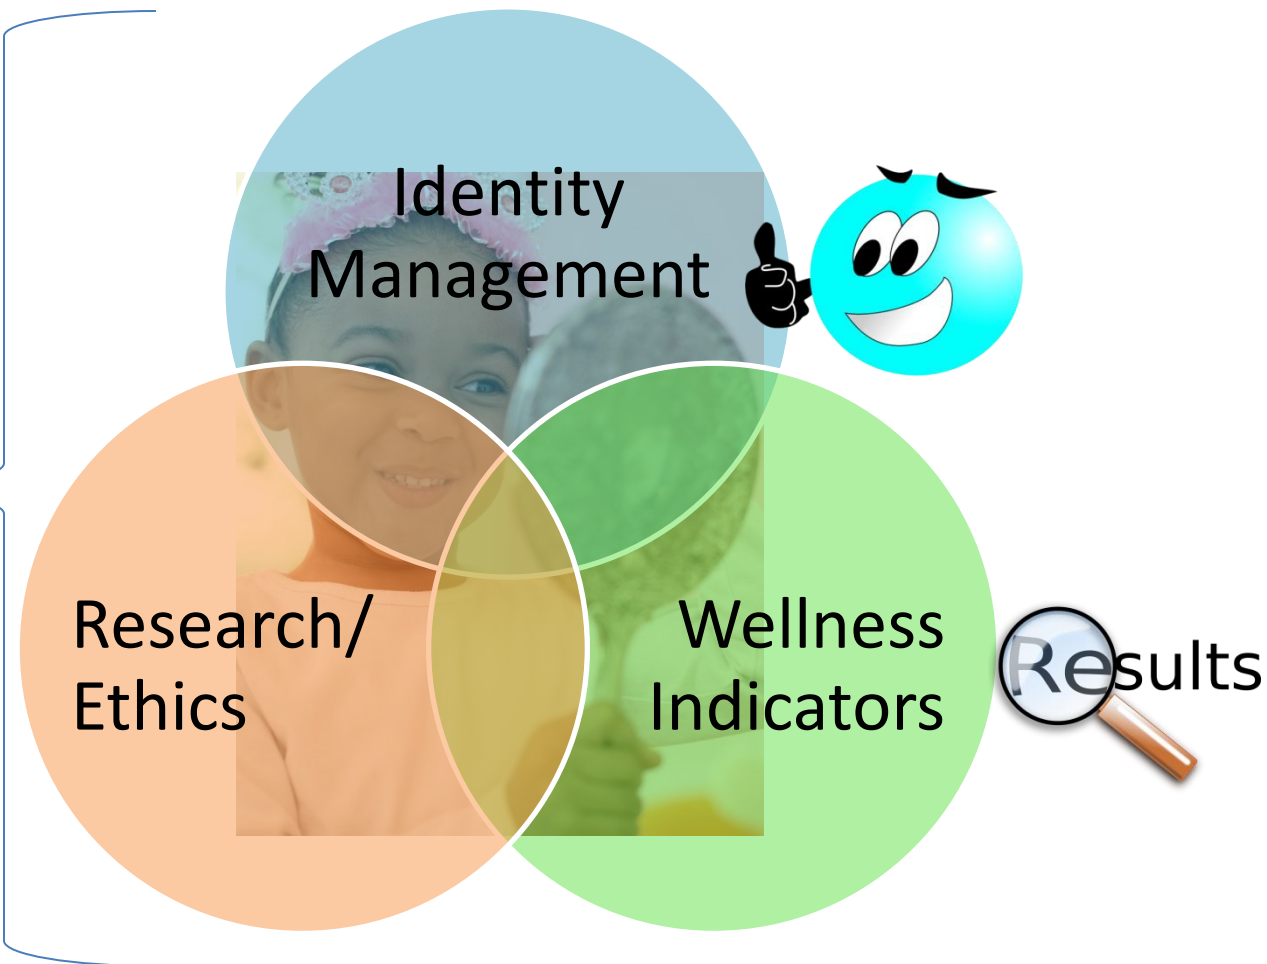 Identity
Management
Research/
Ethics
Wellness
Indicators
Results